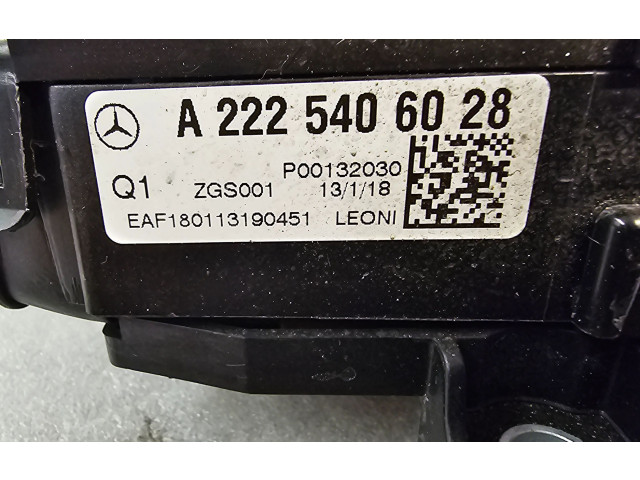 A 222 540 60 28
P00132030
Q1 ZGS001 13/1/18
EAF180113190451 LEONI